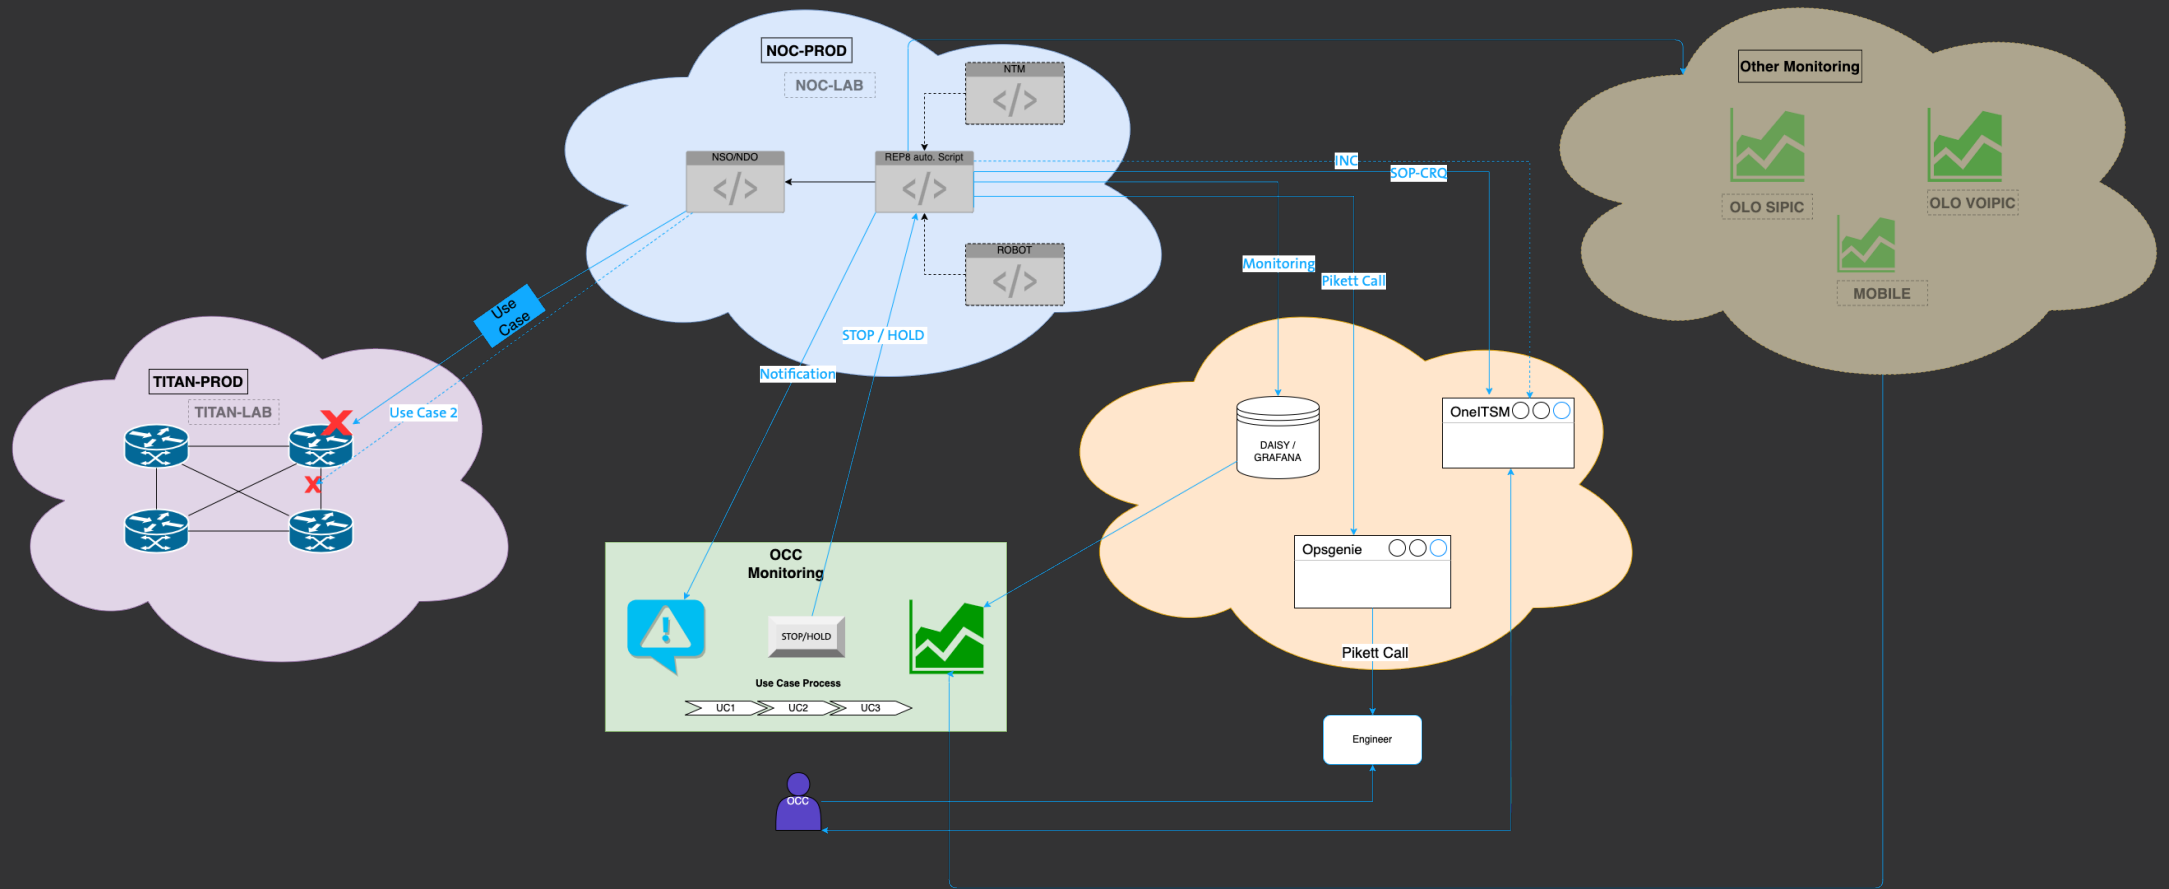 NOC-PROD
NOC-LAB
NTM
NSO/NDO
REP8 auto. Script
ROBOT
Other Monitoring
OLO SIPIC
OLO VOIPIC
MOBILE
INC
SOP-CRQ
Monitoring
Pikett Call
Use
Case
STOP / HOLD
Notification
TITAN-PROD
TITAN-LAB
Use Case 2
OneITSM
DAISY /
GRAFANA
Opsgenie
Pikett Call
Engineer
OCC
Monitoring
STOP/HOLD
Use Case Process
UC1
UC2
UC3
OCC